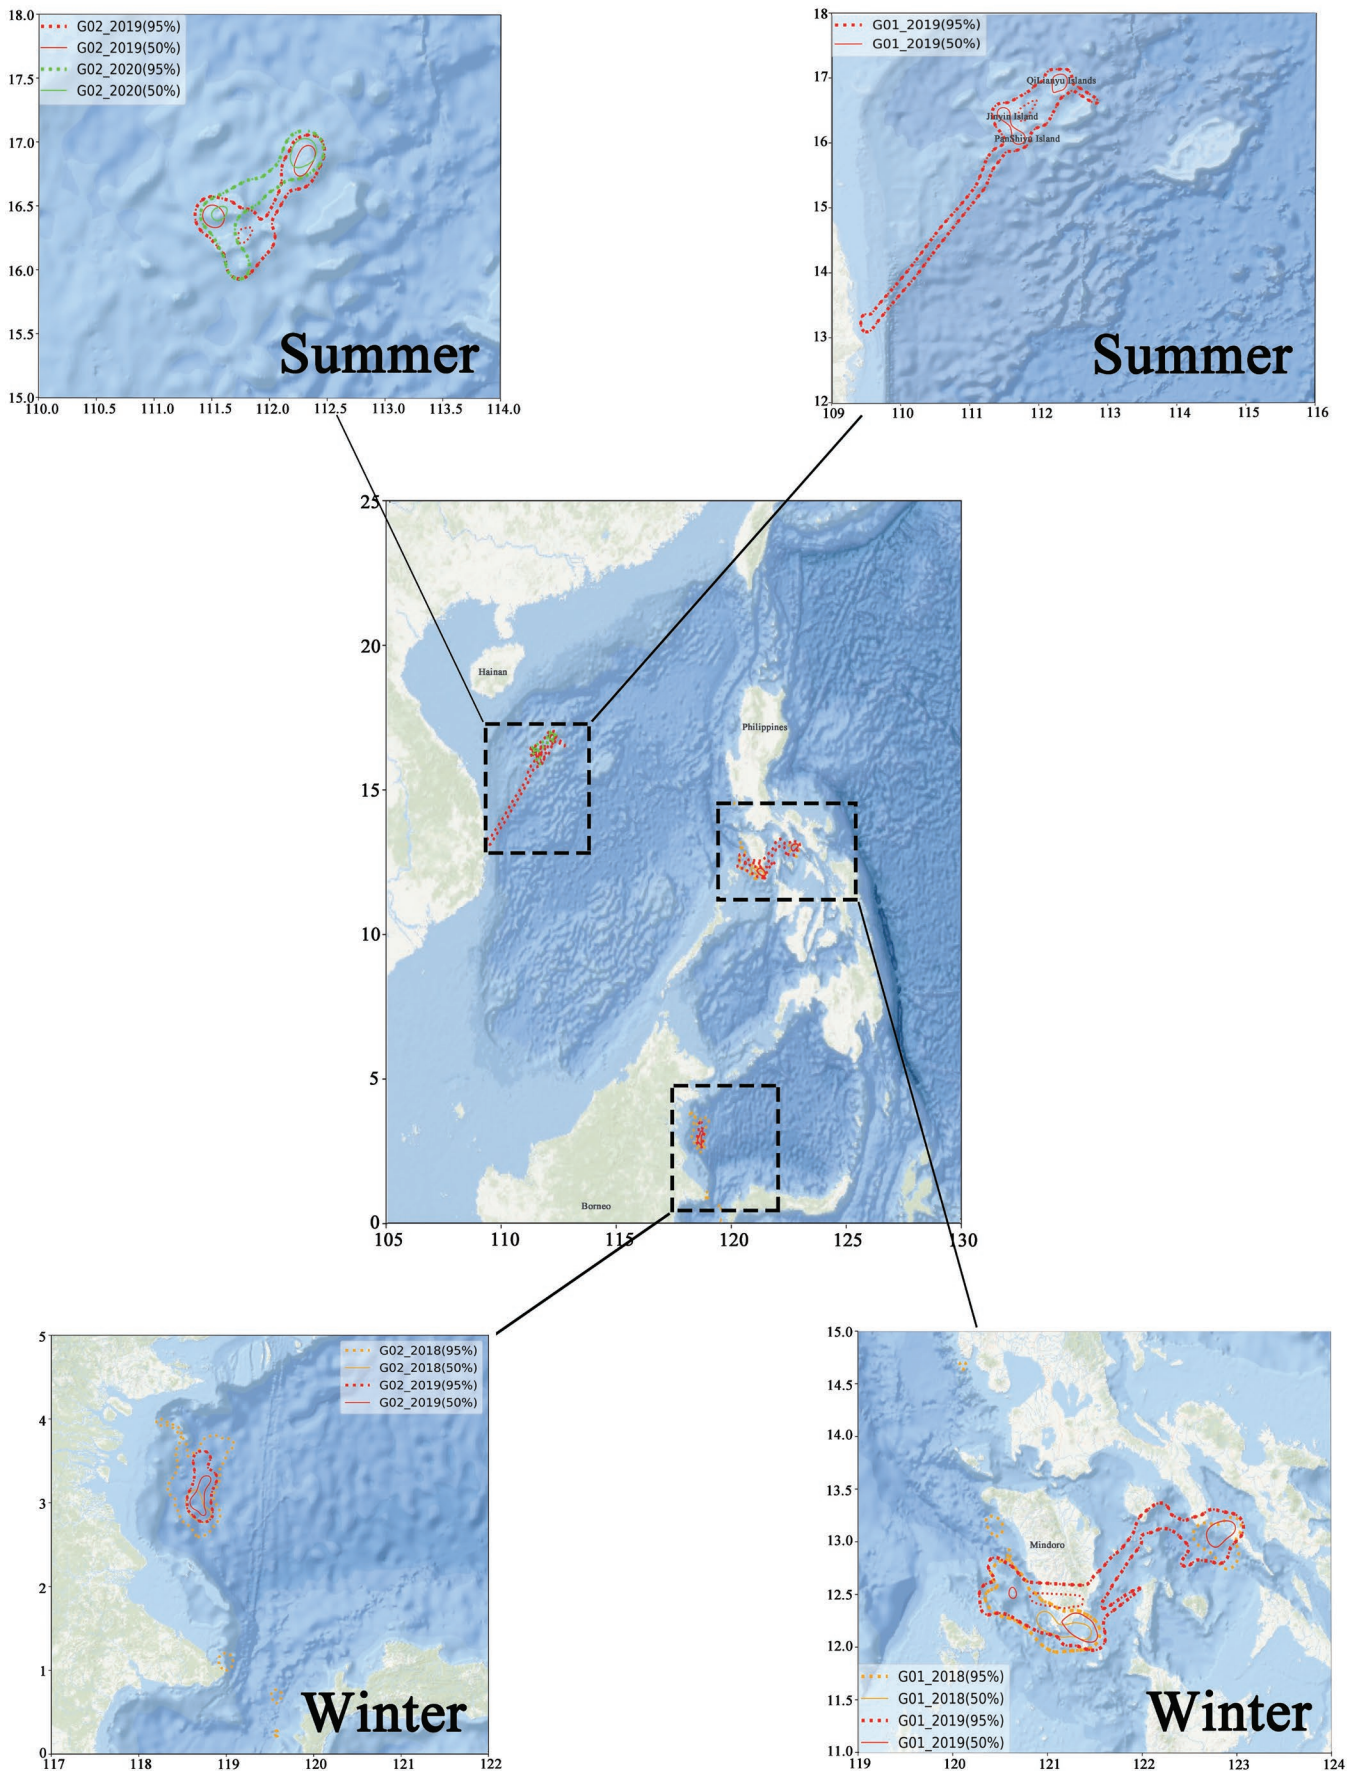 G02_2019(95%)
G02_2019(50%)
G02_2020(95%)
G02_2020(50%)
18.0
17.5
17.0
16.5
16.0
15.5
15.0
110.0 110.5 111.0 111.5 112.0 112.5 113.0 113.5 114.0
Summer
G01_2019(95%)
G01_2019(50%)
18
17
16
15
14
13
12
109 110 111 112 113 114 115 116
QiLianyu Islands
Jinyin Island
PanShiyu Island
Summer
25
20
15
10
5
0
105 110 115 120 125 130
Hainan
Philippines
Borneo
G02_2018(95%)
G02_2018(50%)
G02_2019(95%)
G02_2019(50%)
5
4
3
2
1
0
117 118 119 120 121 122
Winter
15.0
14.5
14.0
13.5
13.0
12.5
12.0
11.5
11.0
119 120 121 122 123 124
Mindoro
G01_2018(95%)
G01_2018(50%)
G01_2019(95%)
G01_2019(50%)
Winter